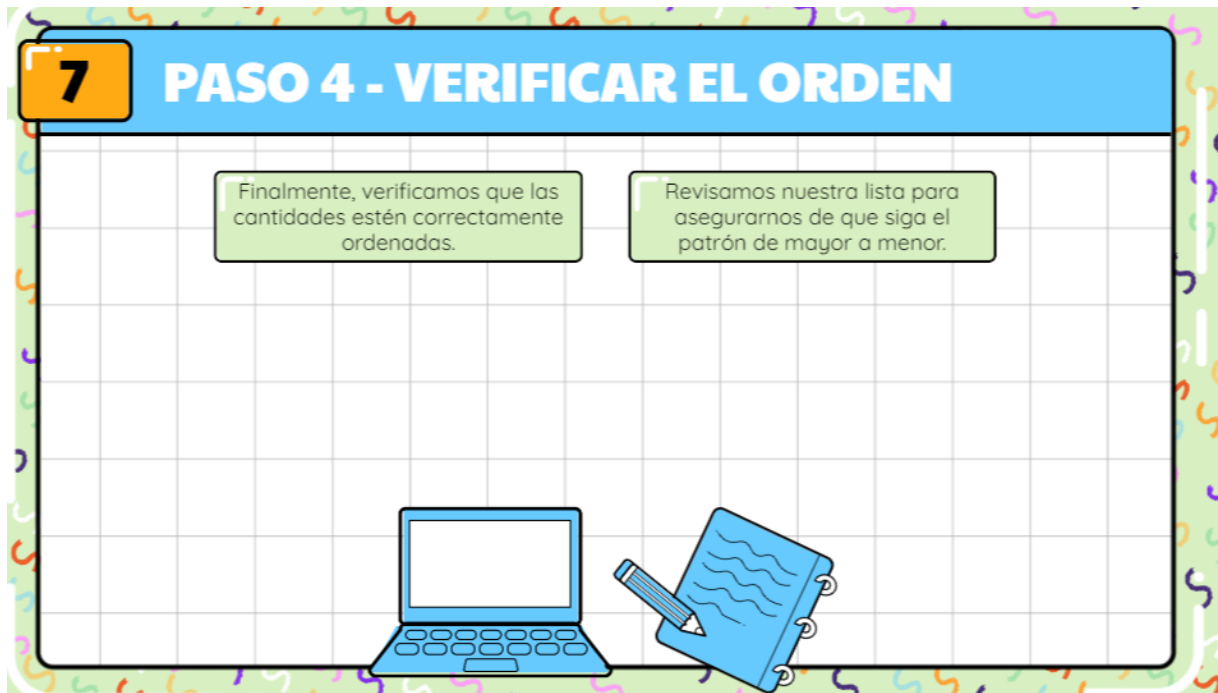 7
PASO 4 - VERIFICAR EL ORDEN
Finalmente, verificamos que las
cantidades estén correctamente
ordenadas.
Revisamos nuestra lista para
asegurarnos de que siga el
patrón de mayor a menor.